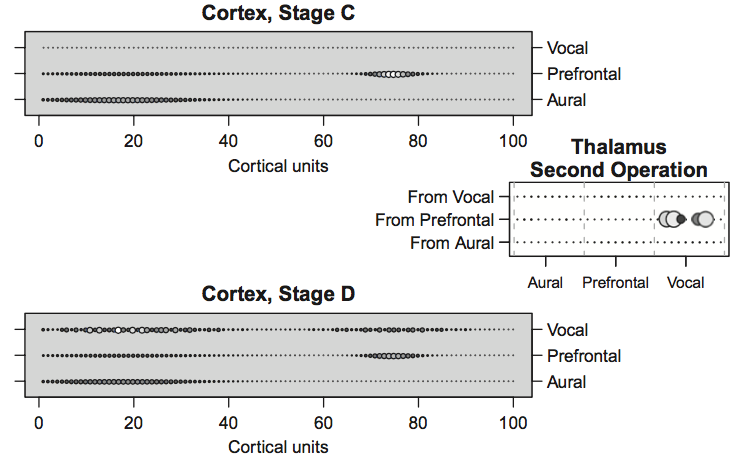 Cortex, Stage C
Vocal
Prefrontal
Aural
0 20 40 60 80 100
Cortical units
Thalamus
Second Operation
From Vocal
From Prefrontal
From Aural
Aural Prefrontal Vocal
Cortex, Stage D
Vocal
Prefrontal
Aural
0 20 40 60 80 100
Cortical units